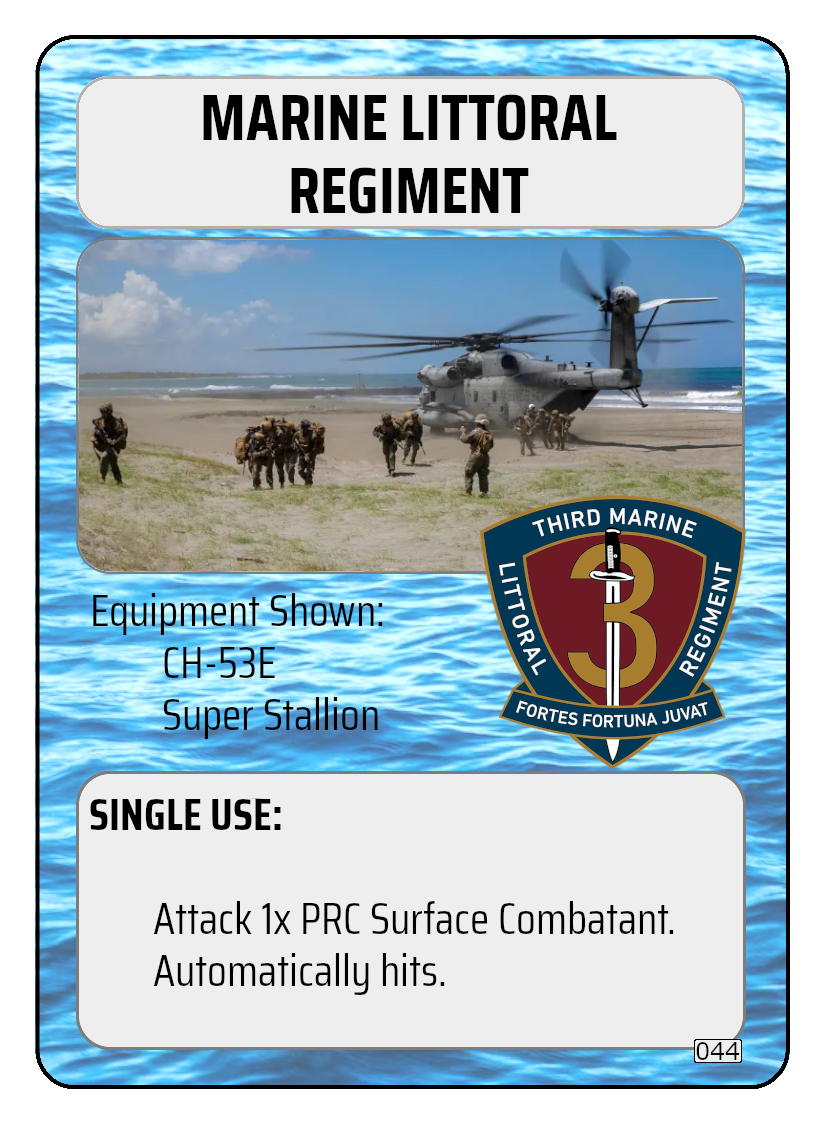 MARINE LITTORAL
REGIMENT
THIRD MARINE
LITTORAL
REGIMENT
FORTES FORTUNA JUVAT
Equipment Shown:
CH-53E
Super Stallion
SINGLE USE:
Attack 1x PRC Surface Combatant.
Automatically hits.
044